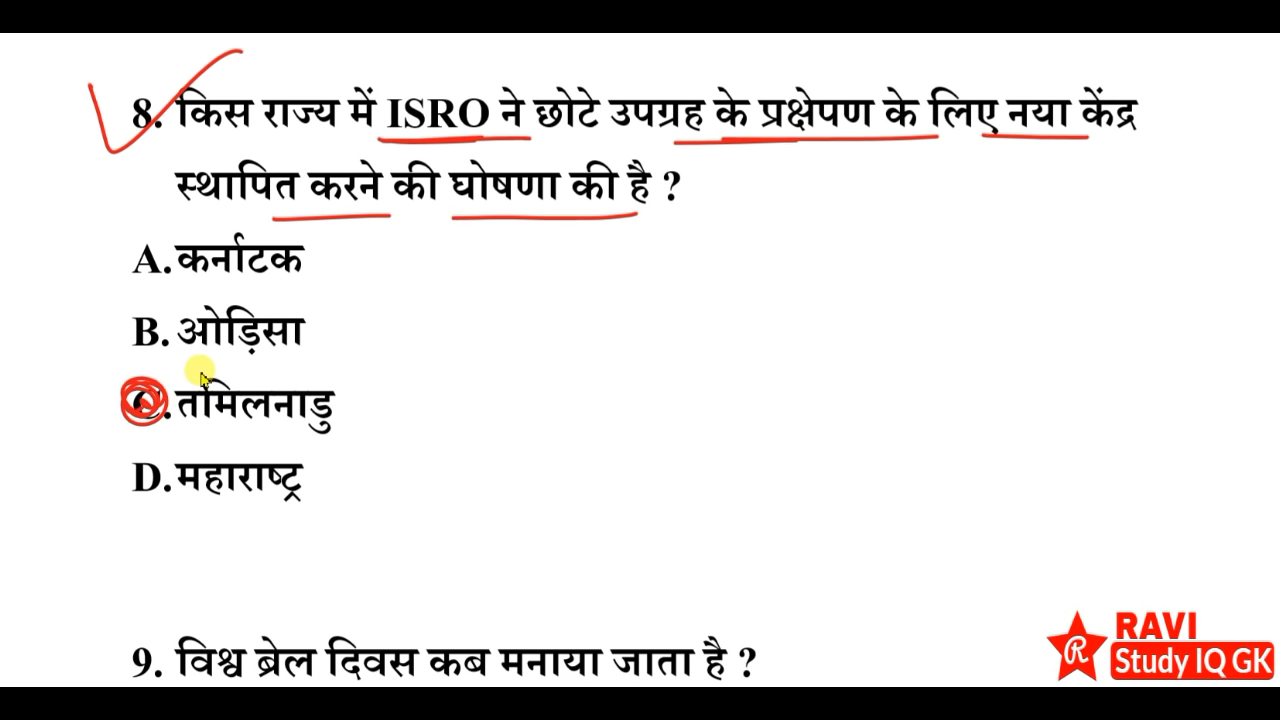 8. किस राज्य में ISRO ने छोटे उपग्रह के प्रक्षेपण के लिए नया केंद्र
स्थापित करने की घोषणा की है ?
A. कर्नाटक
B. ओड़िसा
C. तमिलनाडु
D. महाराष्ट्र
9. विश्व ब्रेल दिवस कब मनाया जाता है ?
R
RAVI
Study IQ GK